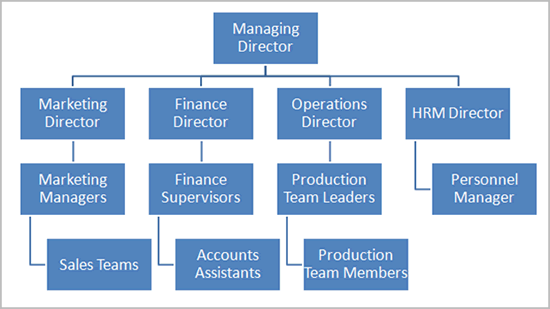 Managing
Director
Marketing
Director
Finance
Director
Operations
Director
HRM Director
Marketing
Managers
Finance
Supervisors
Production
Team Leaders
Personnel
Manager
Sales Teams
Accounts
Assistants
Production
Team Members